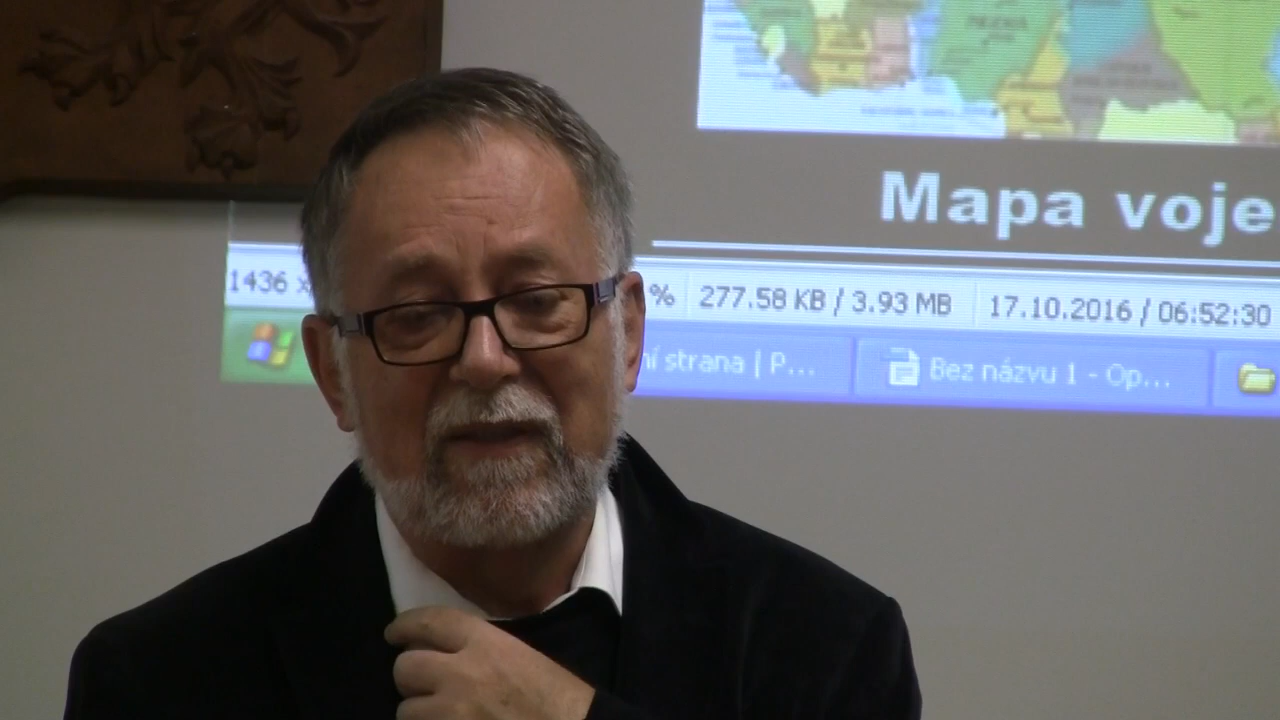 Mapa voje
1436 x % 277.58 KB / 3.93 MB 17.10.2016 / 06:52:30
ní strana | P... Bez názvu 1 - Op...